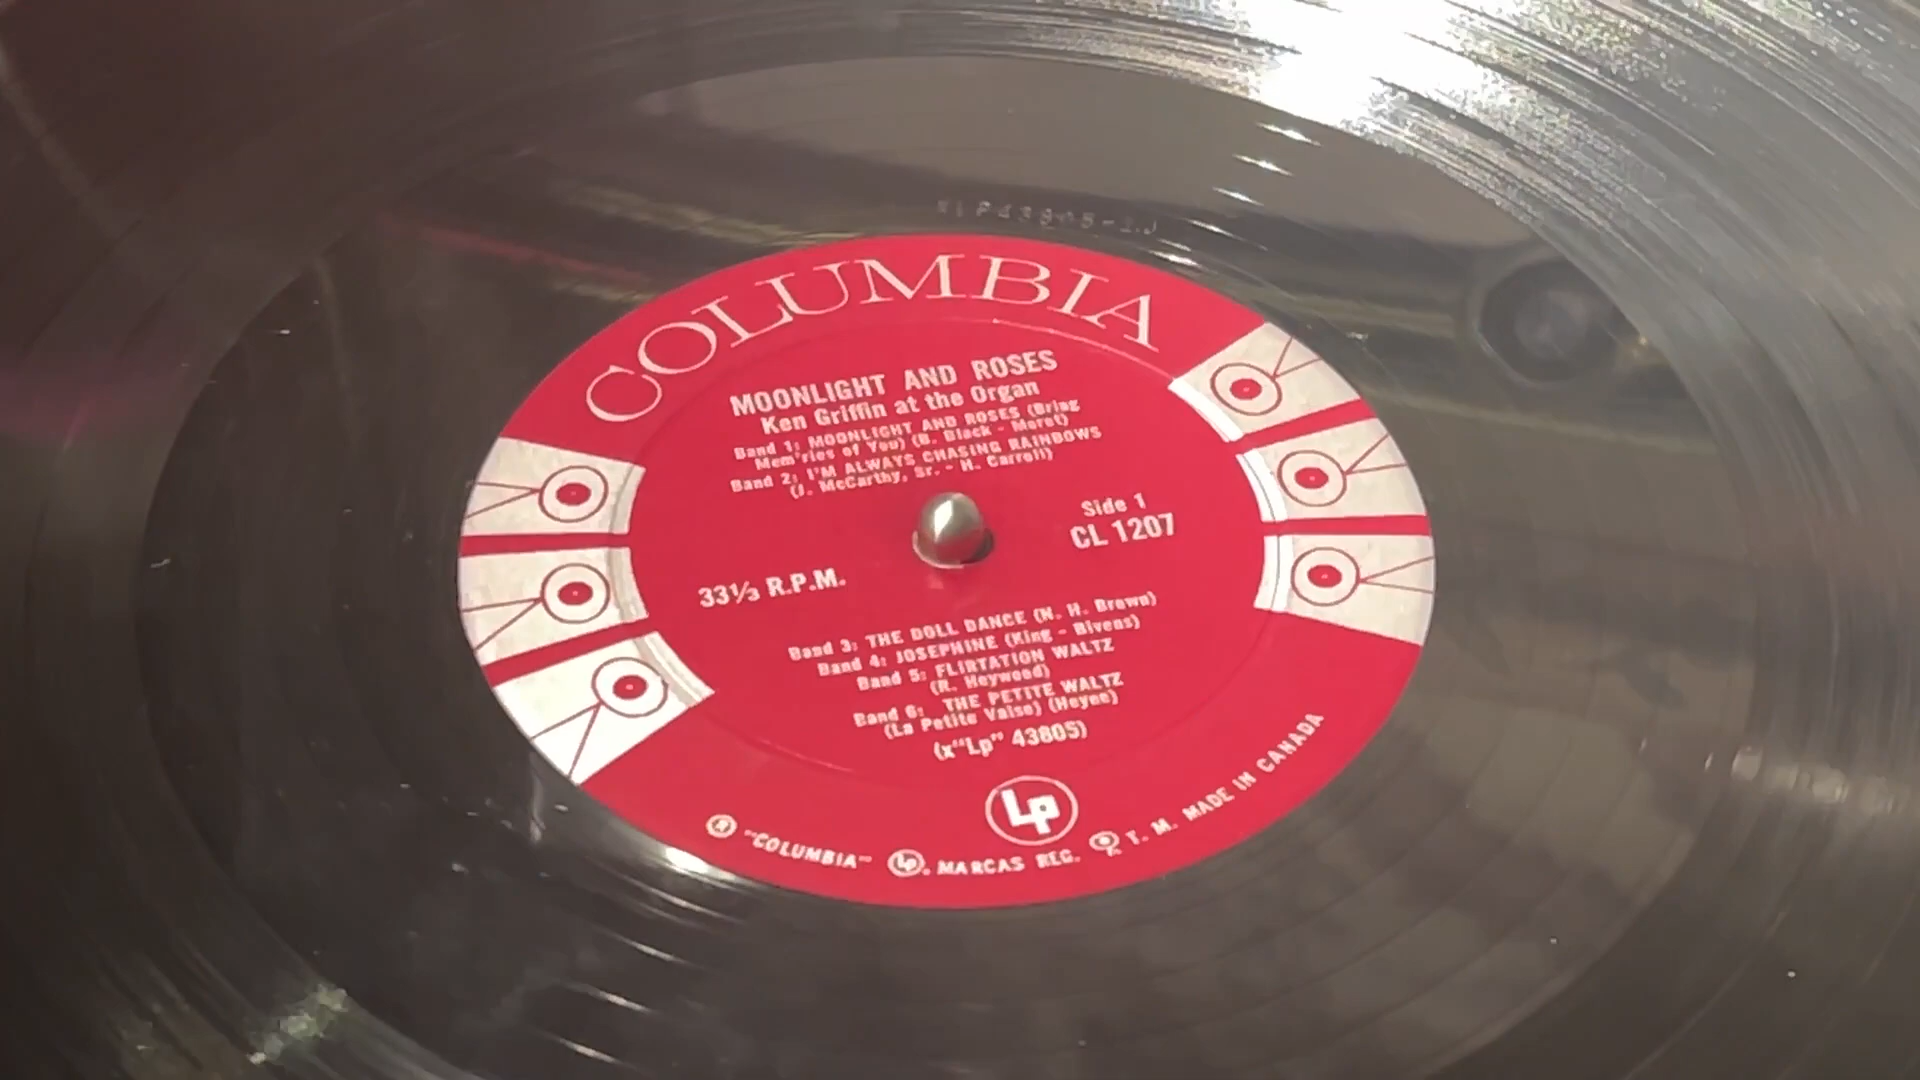 COLUMBIA
MOONLIGHT AND ROSES
Ken Griffin at the Organ
Band 1: MOONLIGHT AND ROSES (Bring
Mem'ries of You) (B. Black - Moret)
Band 2: I'M ALWAYS CHASING RAINBOWS
(J. McCarthy, Sr. - H. Carroll)
Side 1
CL 1207
33⅓ R.P.M.
Band 3: THE DOLL DANCE (N. H. Brown)
Band 4: JOSEPHINE (King - Bivens)
Band 5: FLIRTATION WALTZ
(R. Heywood)
Band 6: THE PETITE WALTZ
(La Petite Valse) (Heyne)
(x"Lp" 43805)
Lp
® "COLUMBIA" Lp. MARCAS REG. T. M. MADE IN CANADA